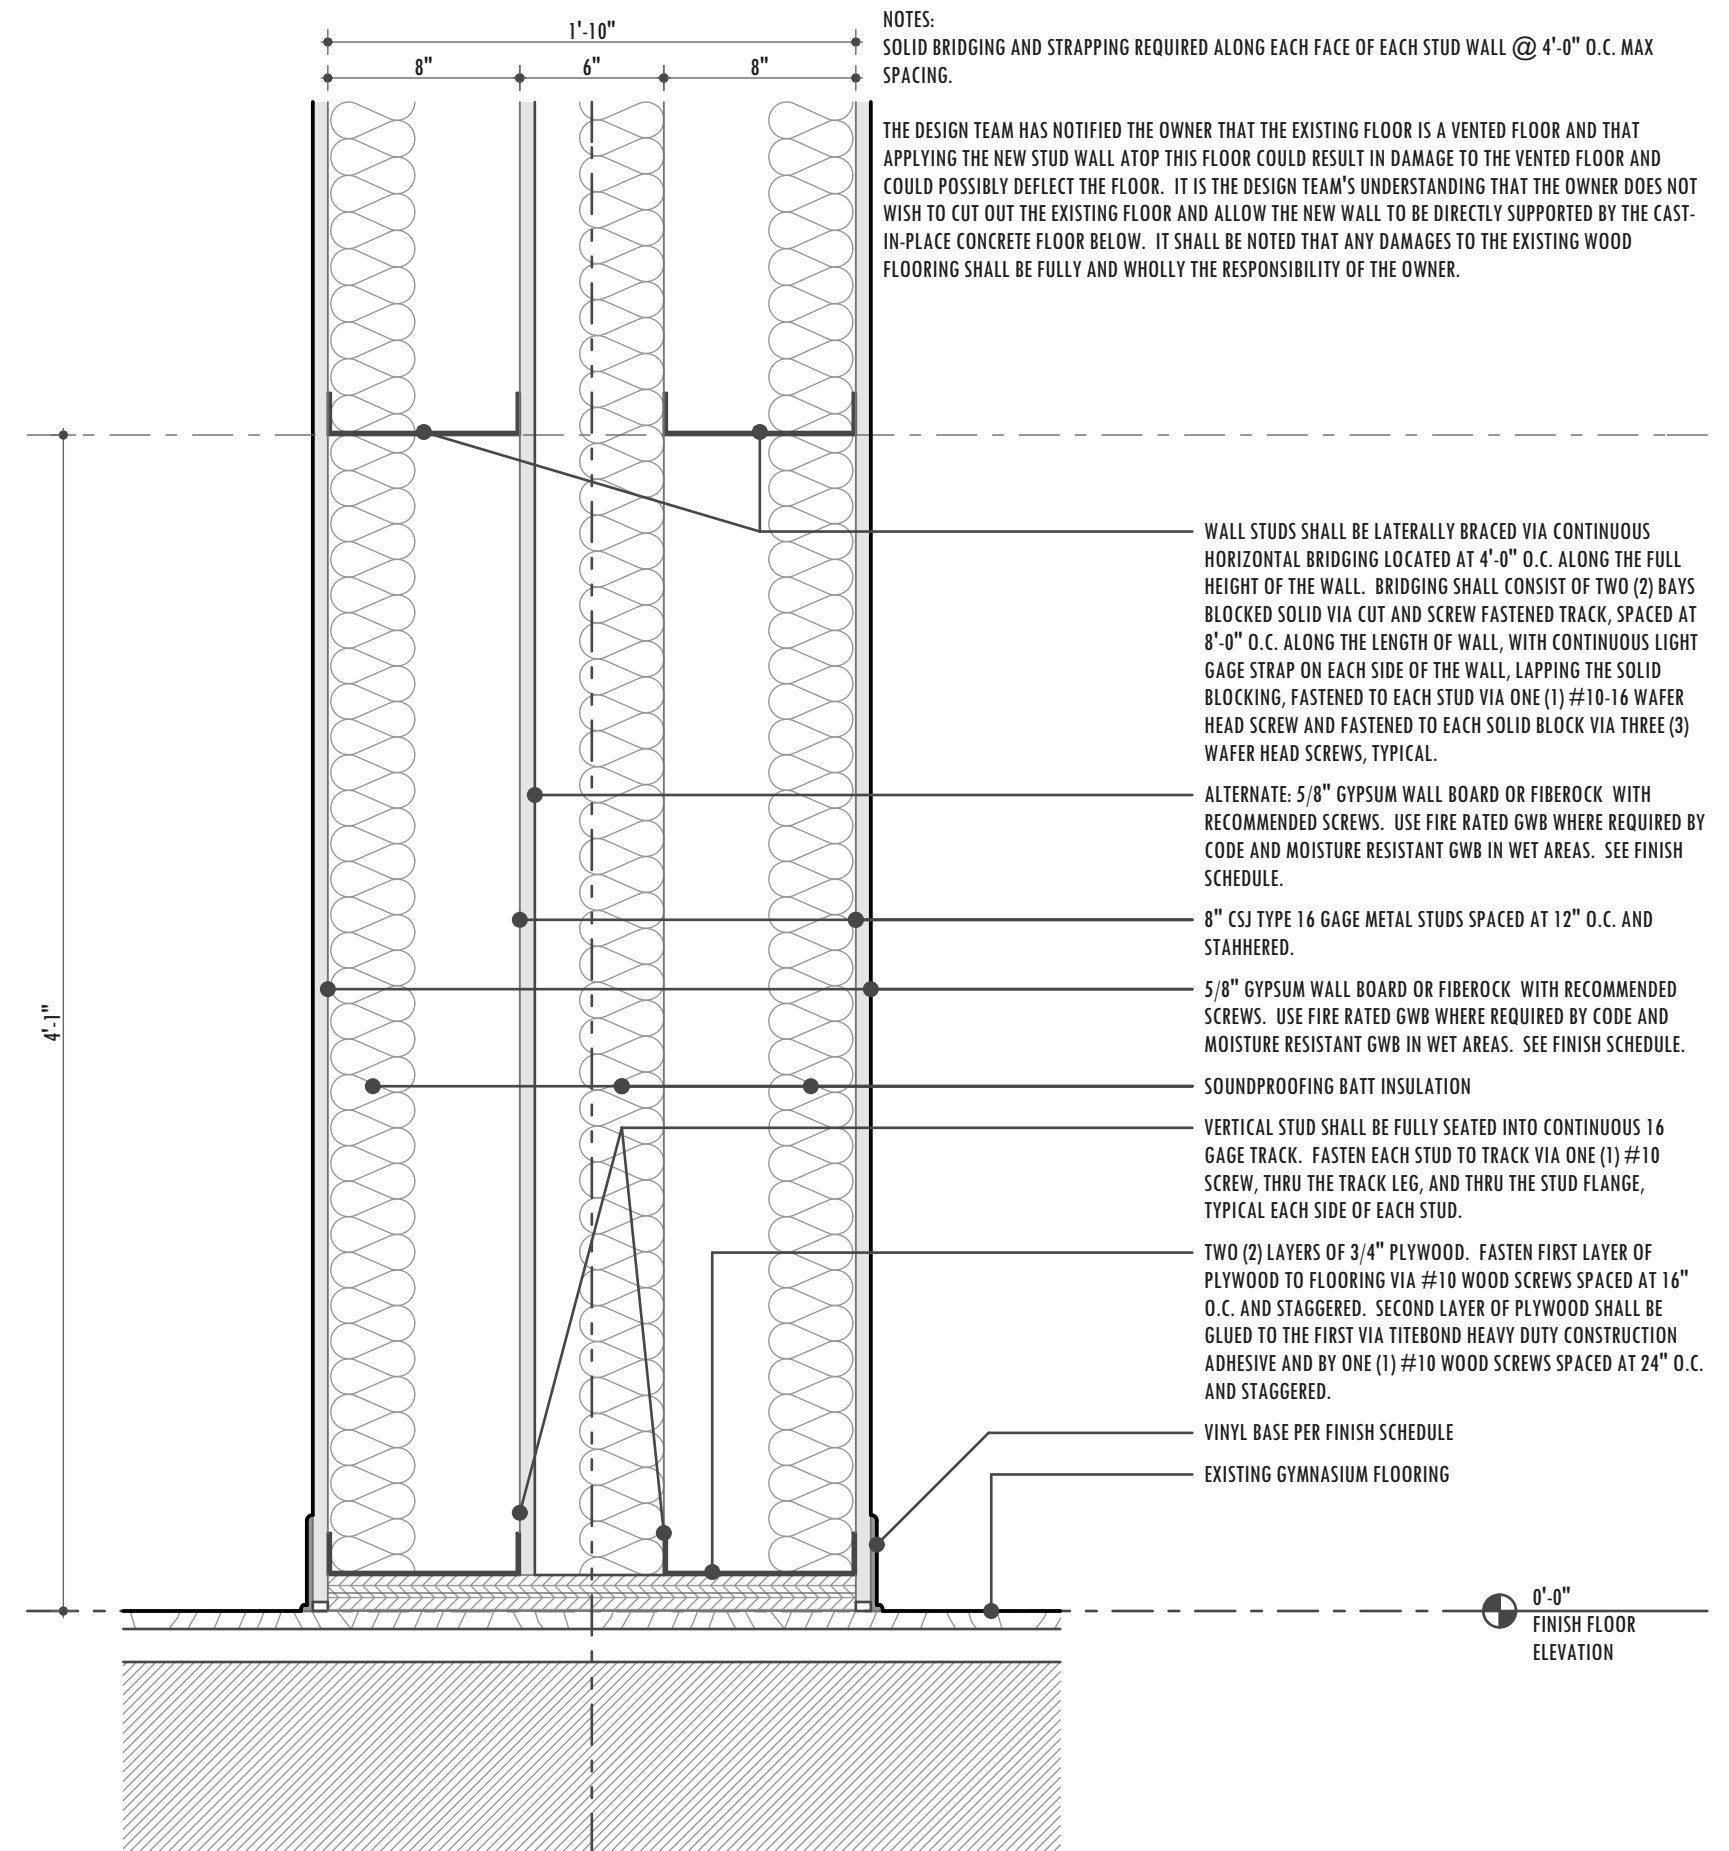 1'-10"
8"
6"
8"
NOTES:
SOLID BRIDGING AND STRAPPING REQUIRED ALONG EACH FACE OF EACH STUD WALL @ 4'-0" O.C. MAX
SPACING.
THE DESIGN TEAM HAS NOTIFIED THE OWNER THAT THE EXISTING FLOOR IS A VENTED FLOOR AND THAT
APPLYING THE NEW STUD WALL ATOP THIS FLOOR COULD RESULT IN DAMAGE TO THE VENTED FLOOR AND
COULD POSSIBLY DEFLECT THE FLOOR.  IT IS THE DESIGN TEAM'S UNDERSTANDING THAT THE OWNER DOES NOT
WISH TO CUT OUT THE EXISTING FLOOR AND ALLOW THE NEW WALL TO BE DIRECTLY SUPPORTED BY THE CAST-
IN-PLACE CONCRETE FLOOR BELOW.  IT SHALL BE NOTED THAT ANY DAMAGES TO THE EXISTING WOOD
FLOORING SHALL BE FULLY AND WHOLLY THE RESPONSIBILITY OF THE OWNER.
WALL STUDS SHALL BE LATERALLY BRACED VIA CONTINUOUS
HORIZONTAL BRIDGING LOCATED AT 4'-0" O.C. ALONG THE FULL
HEIGHT OF THE WALL.  BRIDGING SHALL CONSIST OF TWO (2) BAYS
BLOCKED SOLID VIA CUT AND SCREW FASTENED TRACK, SPACED AT
8'-0" O.C. ALONG THE LENGTH OF WALL, WITH CONTINUOUS LIGHT
GAGE STRAP ON EACH SIDE OF THE WALL, LAPPING THE SOLID
BLOCKING, FASTENED TO EACH STUD VIA ONE (1) #10-16 WAFER
HEAD SCREW AND FASTENED TO EACH SOLID BLOCK VIA THREE (3)
WAFER HEAD SCREWS, TYPICAL.
ALTERNATE: 5/8" GYPSUM WALL BOARD OR FIBEROCK  WITH
RECOMMENDED SCREWS.  USE FIRE RATED GWB WHERE REQUIRED BY
CODE AND MOISTURE RESISTANT GWB IN WET AREAS.  SEE FINISH
SCHEDULE.
8" CSJ TYPE 16 GAGE METAL STUDS SPACED AT 12" O.C. AND
STAHHERED.
5/8" GYPSUM WALL BOARD OR FIBEROCK  WITH RECOMMENDED
SCREWS.  USE FIRE RATED GWB WHERE REQUIRED BY CODE AND
MOISTURE RESISTANT GWB IN WET AREAS.  SEE FINISH SCHEDULE.
4'-1"
SOUNDPROOFING BATT INSULATION
VERTICAL STUD SHALL BE FULLY SEATED INTO CONTINUOUS 16
GAGE TRACK.  FASTEN EACH STUD TO TRACK VIA ONE (1) #10
SCREW, THRU THE TRACK LEG, AND THRU THE STUD FLANGE,
TYPICAL EACH SIDE OF EACH STUD.
TWO (2) LAYERS OF 3/4" PLYWOOD.  FASTEN FIRST LAYER OF
PLYWOOD TO FLOORING VIA #10 WOOD SCREWS SPACED AT 16"
O.C. AND STAGGERED.  SECOND LAYER OF PLYWOOD SHALL BE
GLUED TO THE FIRST VIA TITEBOND HEAVY DUTY CONSTRUCTION
ADHESIVE AND BY ONE (1) #10 WOOD SCREWS SPACED AT 24" O.C.
AND STAGGERED.
VINYL BASE PER FINISH SCHEDULE
EXISTING GYMNASIUM FLOORING
0'-0"
FINISH FLOOR
ELEVATION